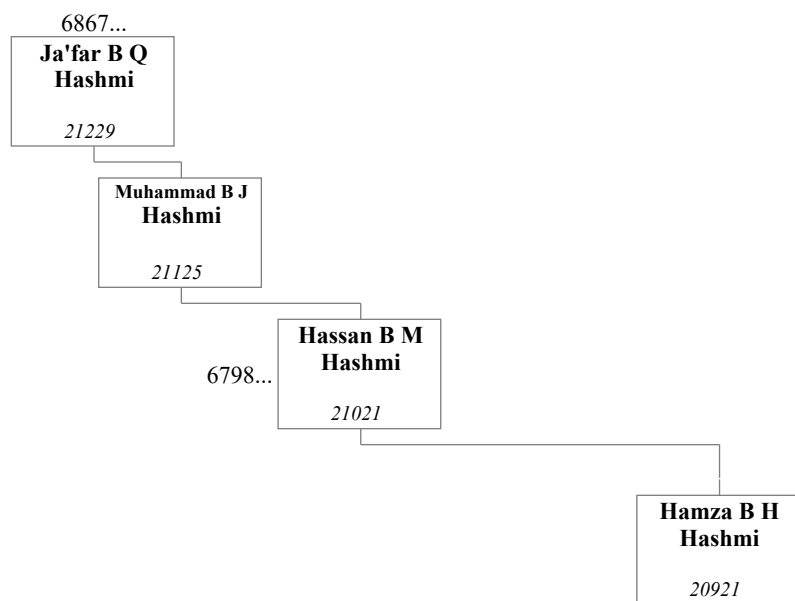 6867...
Ja'far B Q
Hashmi
21229
Muhammad B J
Hashmi
21125
Hassan B M
Hashmi
6798...
21021
Hamza B H
Hashmi
20921